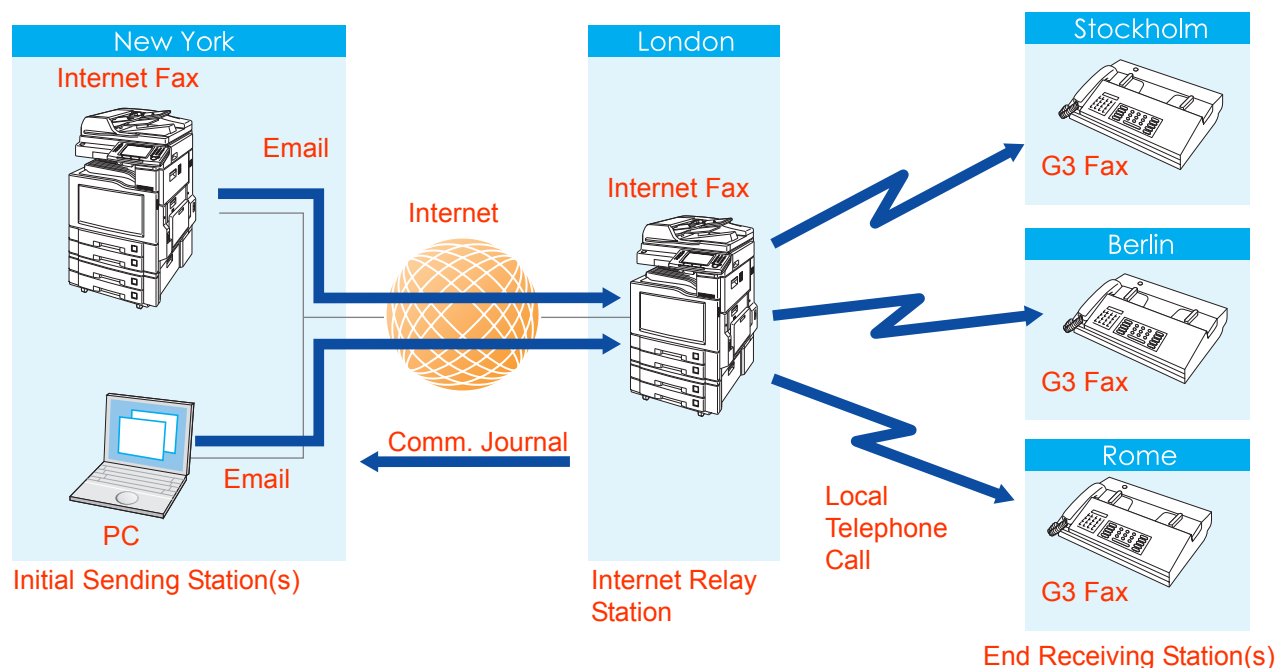 New York
Internet Fax
Email
Internet
Email
PC
Comm. Journal
Initial Sending Station(s)
London
Internet Fax
Internet Relay
Station
Local
Telephone
Call
Stockholm
G3 Fax
Berlin
G3 Fax
Rome
G3 Fax
End Receiving Station(s)